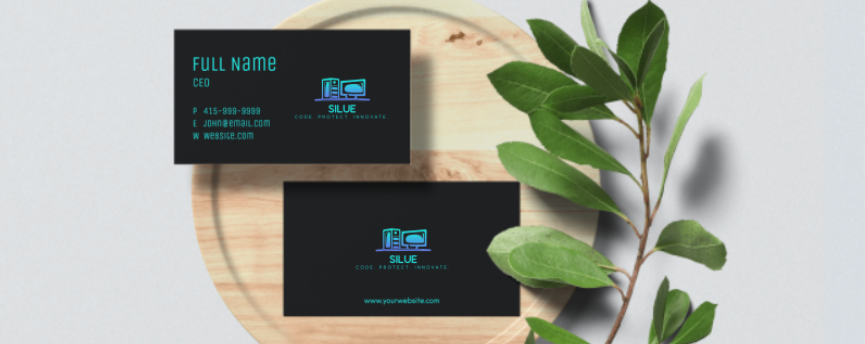 Full Name
CEO
P 415-999-9999
E John@email.com
W website.com
SILUE
CODE. PROTECT. INNOVATE.
SILUE
CODE. PROTECT. INNOVATE.
www.yourwebsite.com